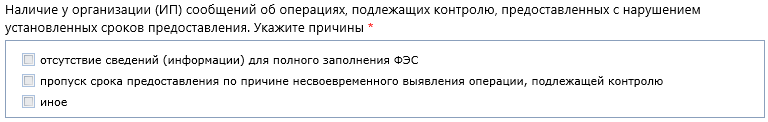 Наличие у организации (ИП) сообщений об операциях, подлежащих контролю, предоставленных с нарушением
установленных сроков предоставления. Укажите причины *
отсутствие сведений (информации) для полного заполнения ФЭС
пропуск срока предоставления по причине несвоевременного выявления операции, подлежащей контролю
иное